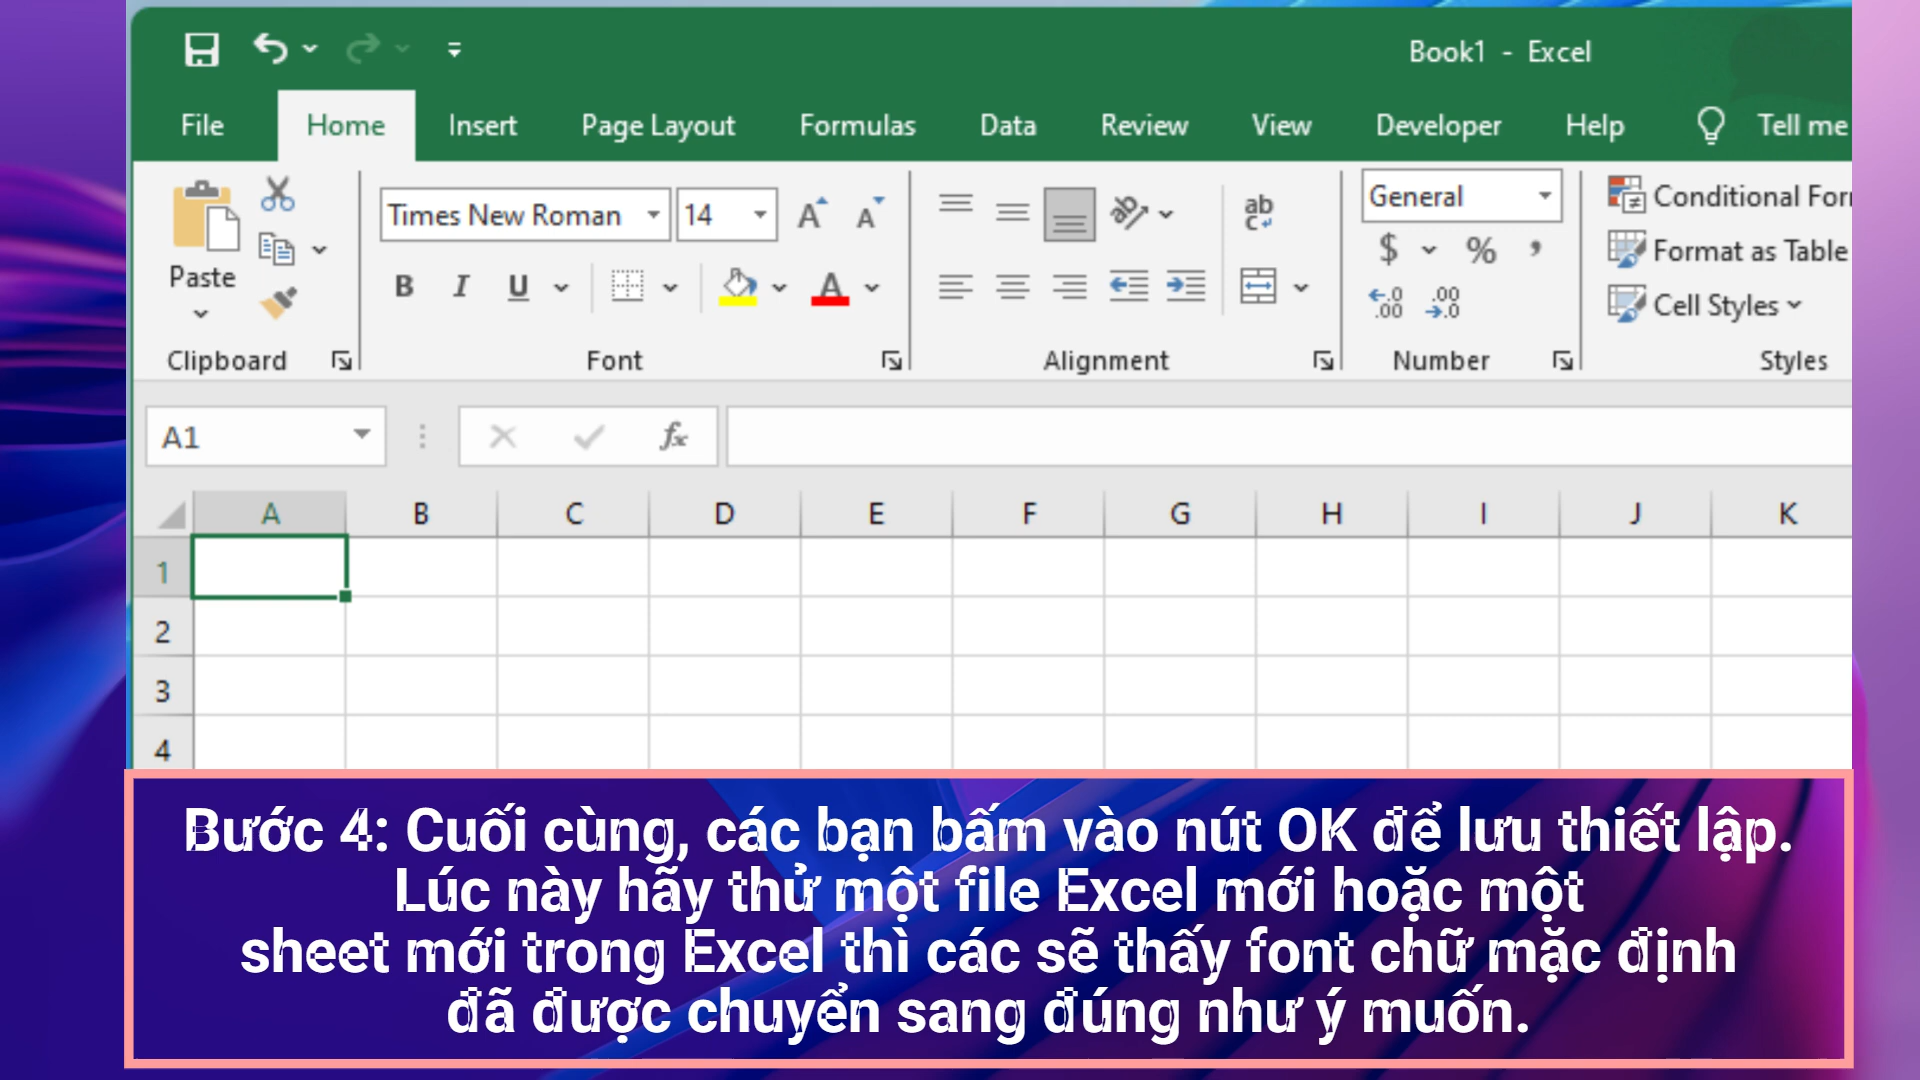 Book1 - Excel
File Home Insert Page Layout Formulas Data Review View Developer Help Tell me
Times New Roman 14 A A ab General Conditional For
Paste $ % , Format as Table
B I U A Cell Styles
Clipboard Font Alignment Number Styles
A1 fx
A B C D E F G H I J K
1
2
3
4
Bước 4: Cuối cùng, các bạn bấm vào nút OK để lưu thiết lập.
Lúc này hãy thử một file Excel mới hoặc một
sheet mới trong Excel thì các sẽ thấy font chữ mặc định
đã được chuyển sang đúng như ý muốn.